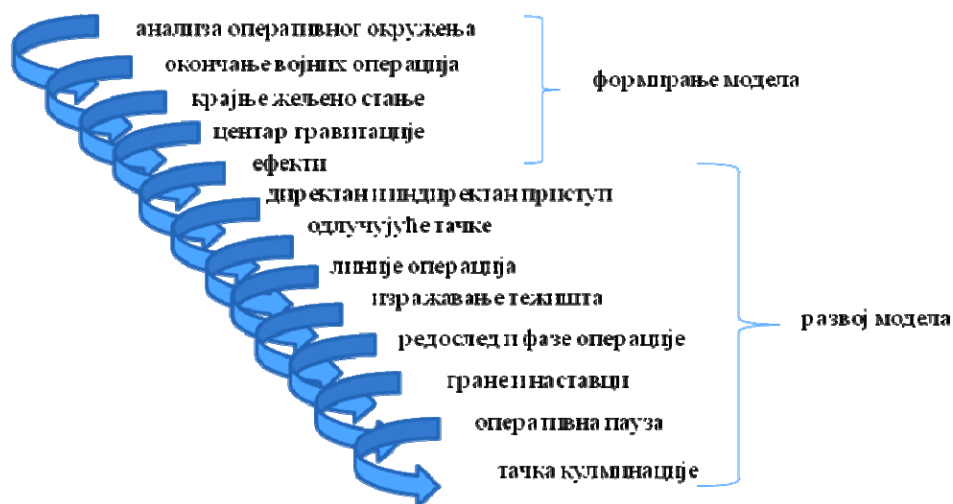 анализа оперативног окружења
окончање војних операција
крајње жељено стање
центар гравитације
ефекти
формирање модела
директан и индиректан приступ
одлучујуће тачке
линије операција
изражавање тежишта
редослед и фазе операције
гране и наставци
оперативна пауза
тачка кулминације
развој модела